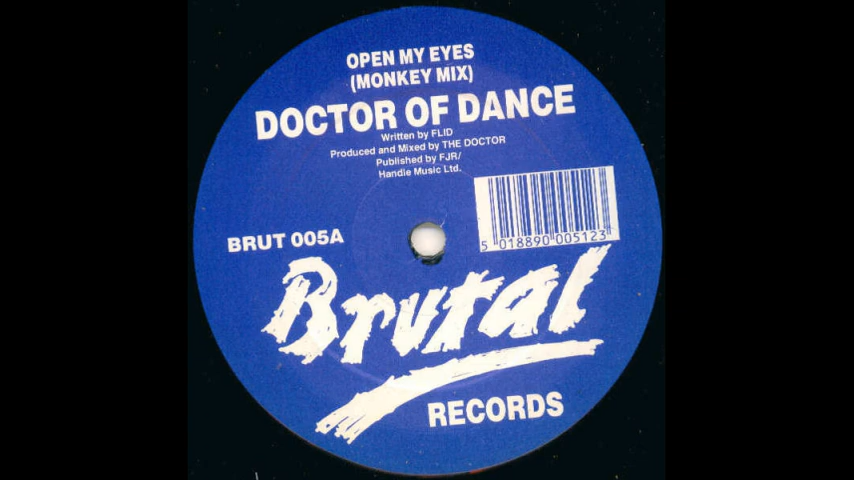 OPEN MY EYES
(MONKEY MIX)
DOCTOR OF DANCE
Written by FLID
Produced and Mixed by THE DOCTOR
Published by FJR/
Handle Music Ltd.
5 018890 005123
BRUT 005A
Brutal
RECORDS